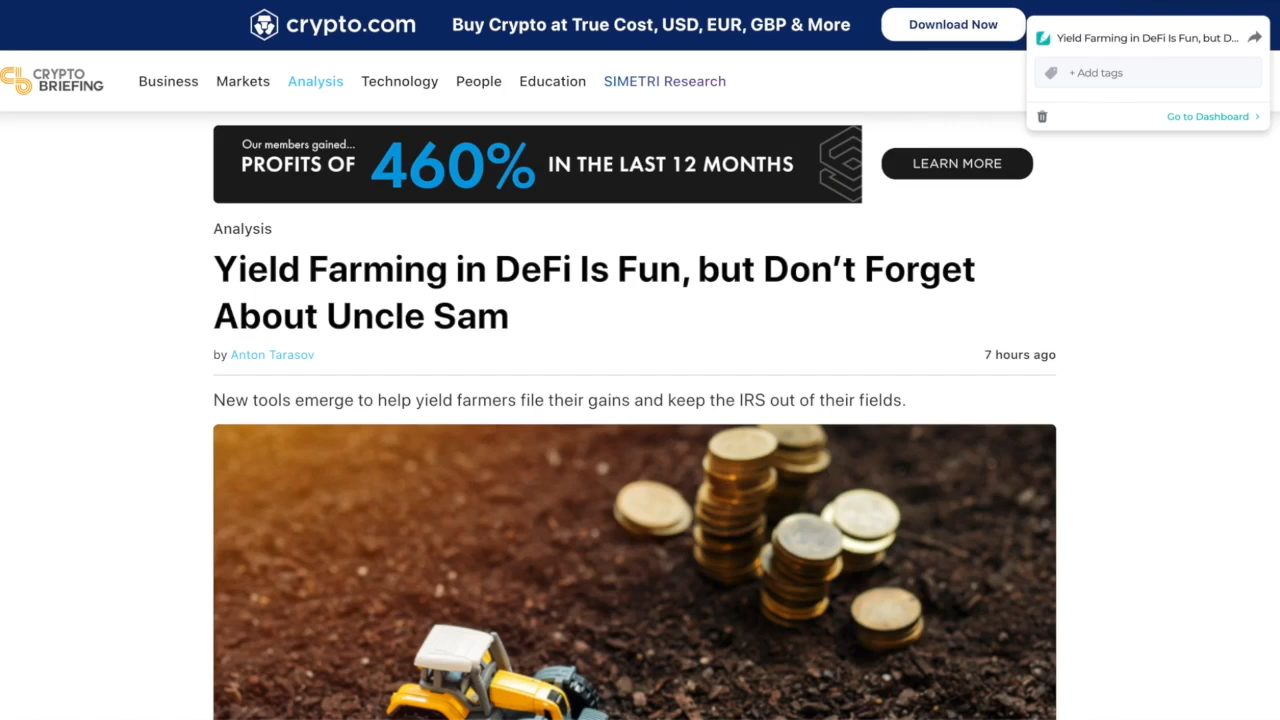 crypto.com
Buy Crypto at True Cost, USD, EUR, GBP & More
Download Now
Yield Farming in DeFi Is Fun, but D...
+ Add tags
Go to Dashboard
CRYPTO
BRIEFING
Business Markets Analysis Technology People Education SIMETRI Research
Our members gained...
PROFITS OF 460% IN THE LAST 12 MONTHS
LEARN MORE
Analysis
Yield Farming in DeFi Is Fun, but Don’t Forget
About Uncle Sam
by Anton Tarasov
7 hours ago
New tools emerge to help yield farmers file their gains and keep the IRS out of their fields.